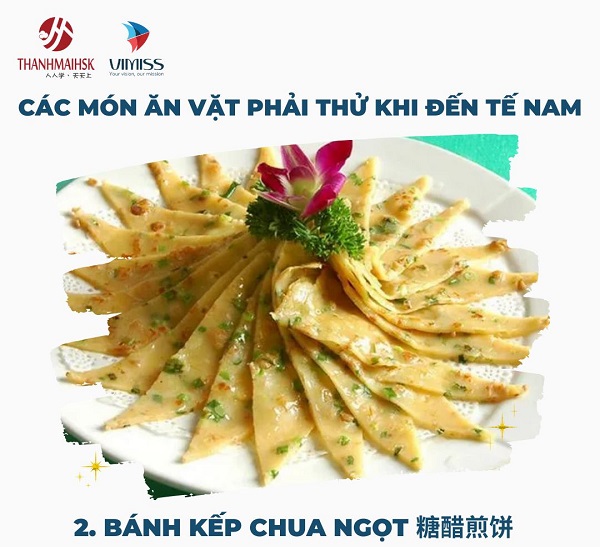 THANHMAIHSK
人人学·天天上
VIMISS
Your vision, our mission
CÁC MÓN ĂN VẶT PHẢI THỬ KHI ĐẾN TẾ NAM
2. BÁNH KẾP CHUA NGỌT 糖醋煎饼